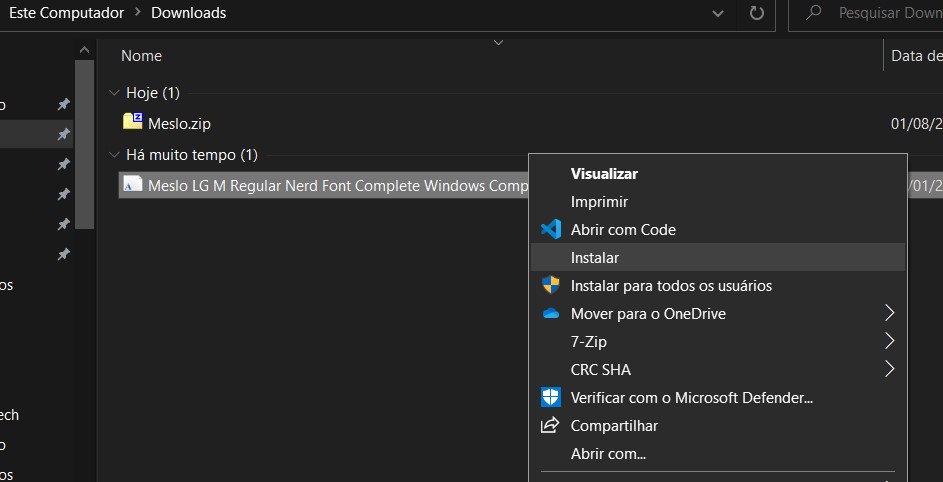 Este Computador > Downloads
Pesquisar Down
Nome
Data de
Hoje (1)
Meslo.zip
01/08/2
Há muito tempo (1)
Meslo LG M Regular Nerd Font Complete Windows Comp
/01/2
Visualizar
Imprimir
Abrir com Code
Instalar
Instalar para todos os usuários
Mover para o OneDrive
7-Zip
CRC SHA
Verificar com o Microsoft Defender...
Compartilhar
Abrir com...
o
os
ech
o
os